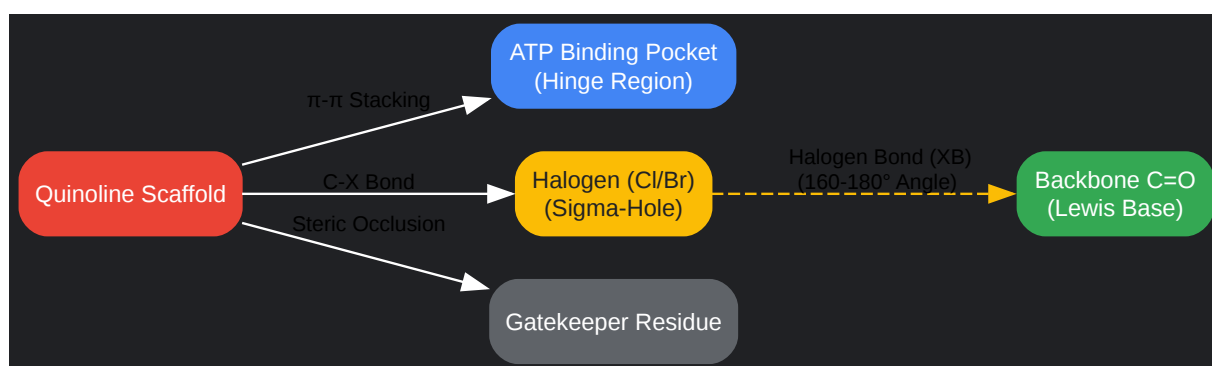 ATP Binding Pocket
(Hinge Region)
π-π Stacking
Quinoline Scaffold
C-X Bond
Halogen (Cl/Br)
(Sigma-Hole)
Halogen Bond (XB)
(160-180° Angle)
Backbone C=O
(Lewis Base)
Steric Occlusion
Gatekeeper Residue